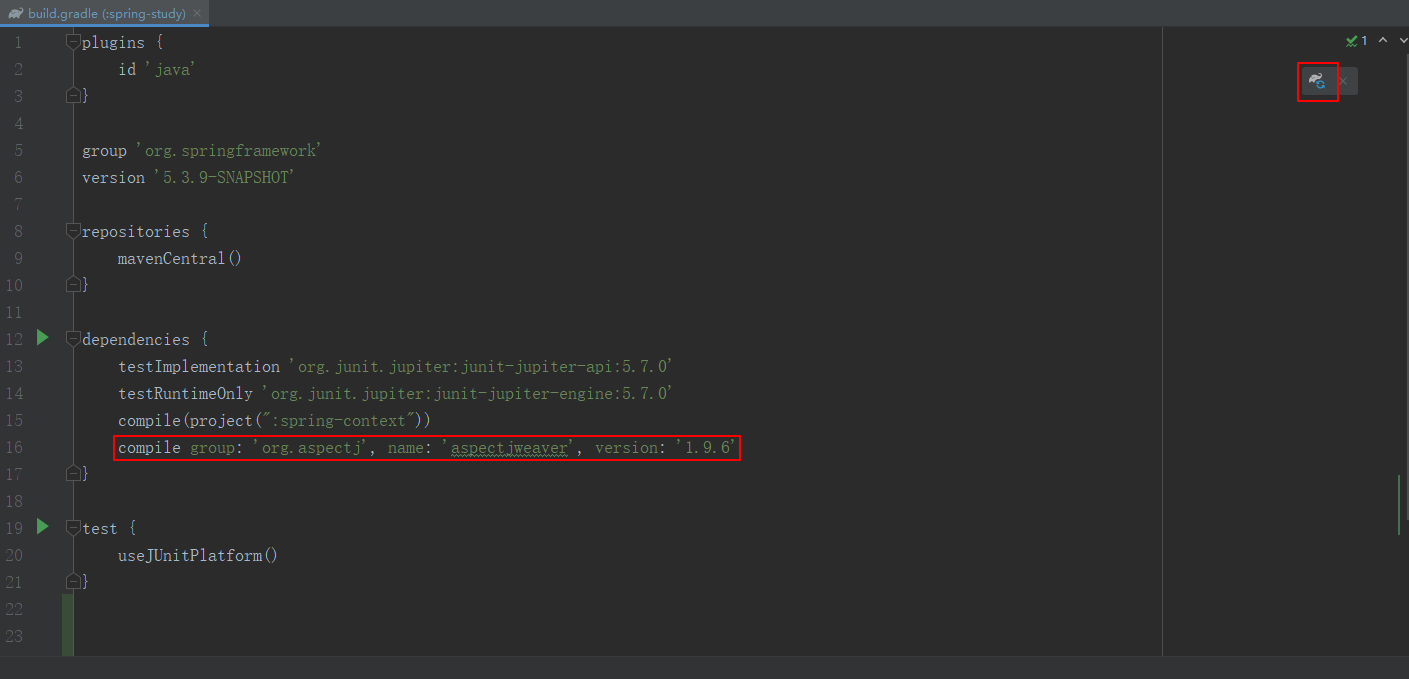 build.gradle (:spring-study) ×
1 plugins {
1
2 id 'java'
3 }
4
5 group 'org.springframework'
6 version '5.3.9-SNAPSHOT'
7
8 repositories {
9 mavenCentral()
10 }
11
12 dependencies {
13 testImplementation 'org.junit.jupiter:junit-jupiter-api:5.7.0'
14 testRuntimeOnly 'org.junit.jupiter:junit-jupiter-engine:5.7.0'
15 compile(project(":spring-context"))
16 compile group: 'org.aspectj', name: 'aspectjweaver', version: '1.9.6'
17 }
18
19 test {
20 useJUnitPlatform()
21 }
22
23